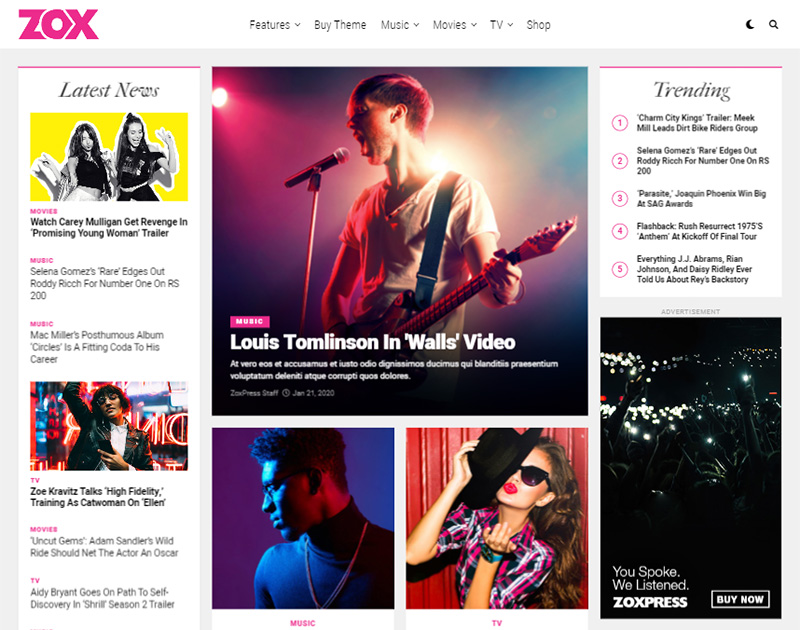 ZOX
Features
Buy Theme
Music
Movies
TV
Shop
Latest News
MOVIES
Watch Carey Mulligan Get Revenge In
'Promising Young Woman' Trailer
MUSIC
Selena Gomez's 'Rare' Edges Out
Roddy Ricch For Number One On RS
200
MUSIC
Mac Miller's Posthumous Album
'Circles' Is A Fitting Coda To His
Career
TV
Zoe Kravitz Talks 'High Fidelity,'
Training As Catwoman On 'Ellen'
MOVIES
'Uncut Gems': Adam Sandler's Wild
Ride Should Net The Actor An Oscar
TV
Aidy Bryant Goes On Path To Self-
Discovery In 'Shrill' Season 2 Trailer
MUSIC
Louis Tomlinson In 'Walls' Video
At vero eos et accusamus et iusto odio dignissimos ducimus qui blanditiis praesentium
voluptatum deleniti atque corrupti quos dolores.
ZoxPress Staff Jan 21, 2020
MUSIC
TV
Trending
1 'Charm City Kings' Trailer: Meek
Mill Leads Dirt Bike Riders Group
2 Selena Gomez's 'Rare' Edges Out
Roddy Ricch For Number One On RS
200
3 'Parasite,' Joaquin Phoenix Win Big
At SAG Awards
4 Flashback: Rush Resurrect 1975'S
'Anthem' At Kickoff Of Final Tour
5 Everything J.J. Abrams, Rian
Johnson, And Daisy Ridley Ever
Told Us About Rey's Backstory
ADVERTISEMENT
You Spoke.
We Listened.
ZOXPRESS
BUY NOW